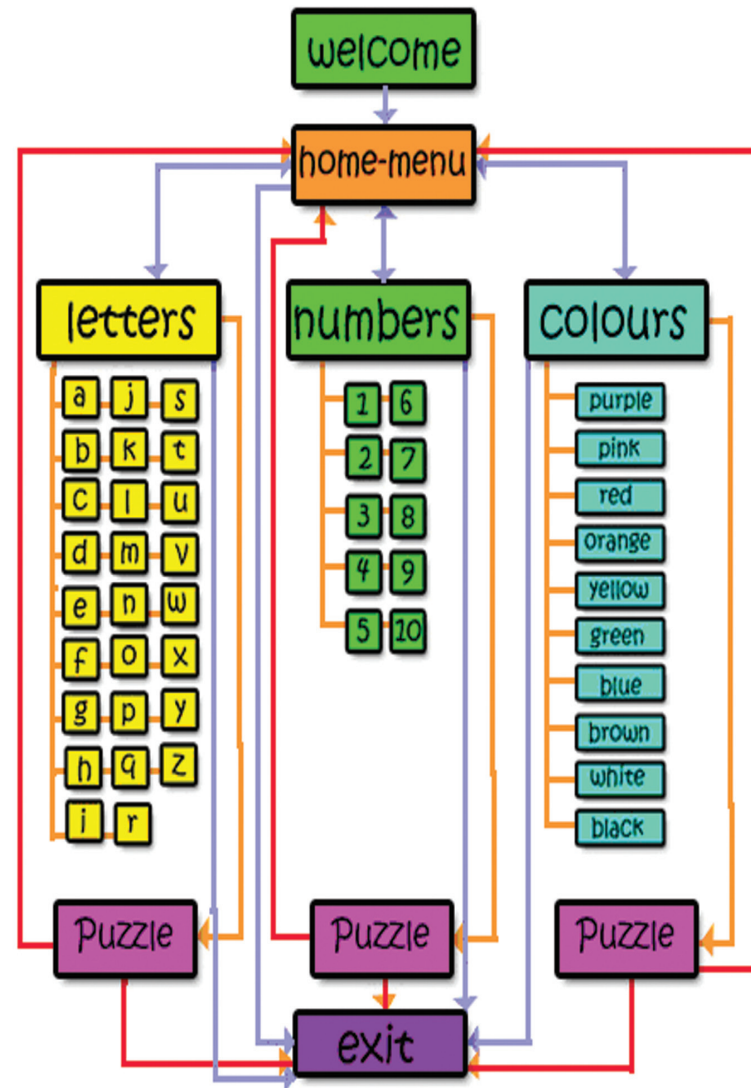 welcome
home-menu
letters
numbers
colours
a j s
b k t
c l u
d m v
e n w
f o x
g p y
h q z
i r
1 6
2 7
3 8
4 9
5 10
purple
pink
red
orange
yellow
green
blue
brown
white
black
Puzzle
Puzzle
Puzzle
exit